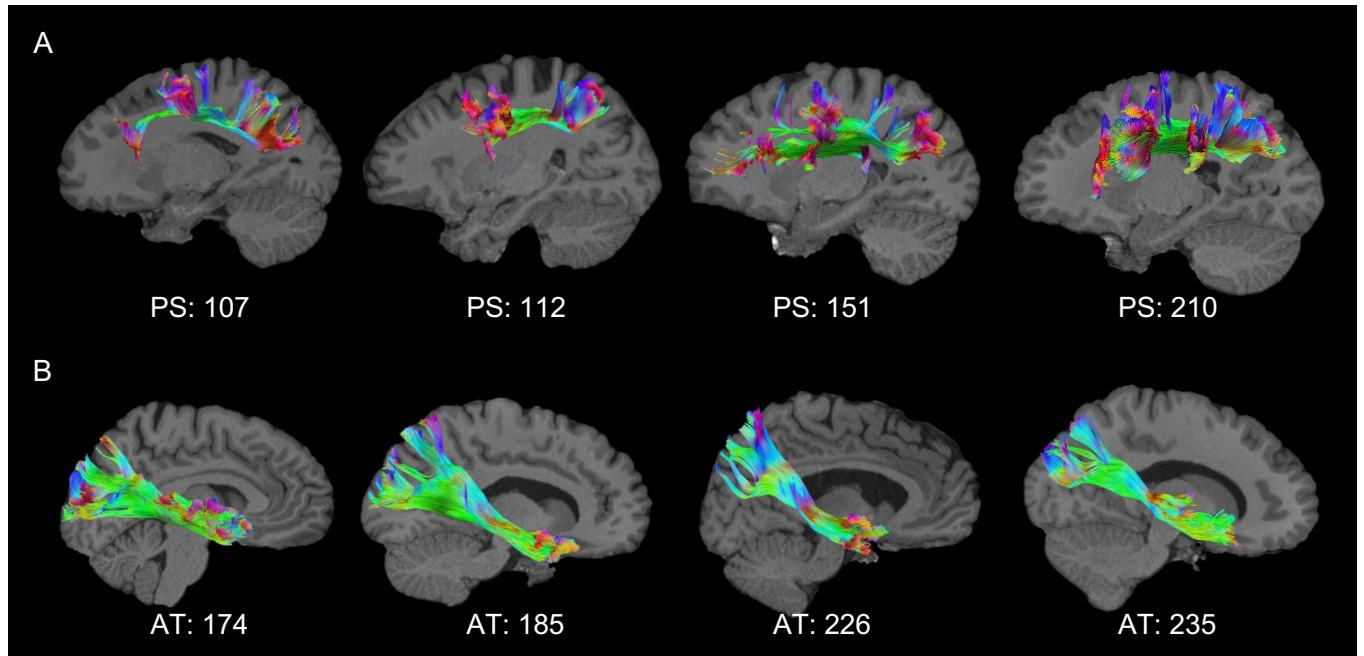 A
PS: 107
PS: 112
PS: 151
PS: 210
B
AT: 174
AT: 185
AT: 226
AT: 235